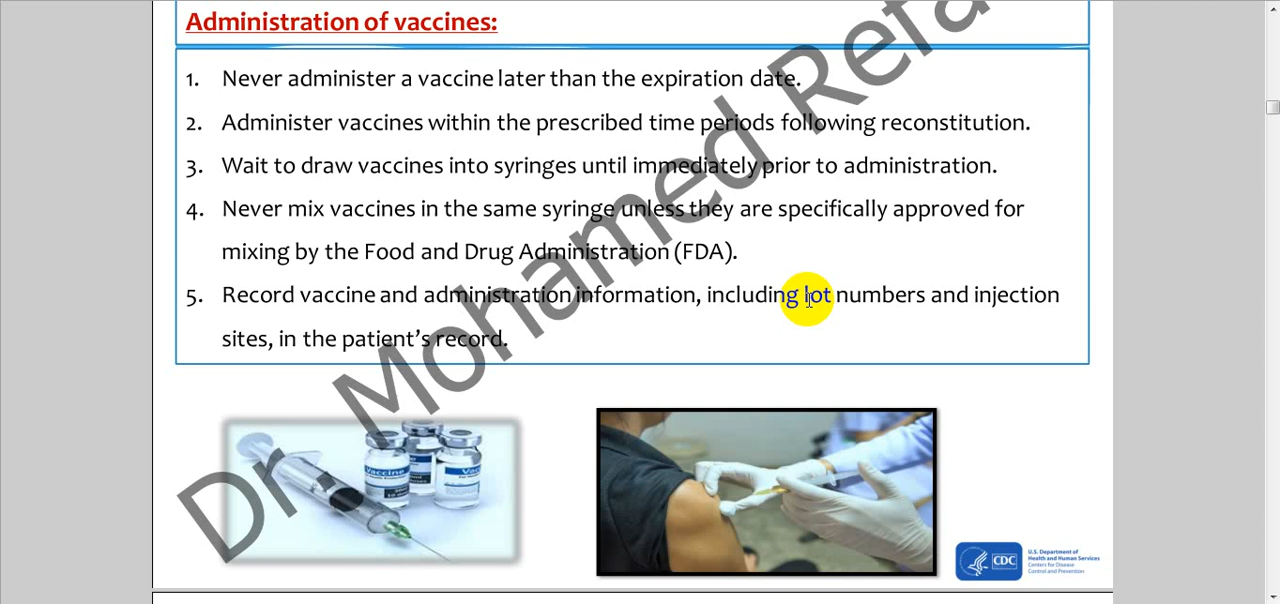 Administration of vaccines:
1. Never administer a vaccine later than the expiration date.
2. Administer vaccines within the prescribed time periods following reconstitution.
3. Wait to draw vaccines into syringes until immediately prior to administration.
4. Never mix vaccines in the same syringe unless they are specifically approved for
mixing by the Food and Drug Administration (FDA).
5. Record vaccine and administration information, including lot numbers and injection
sites, in the patient's record.
Dr Mohamed Refa
Vaccine
Vac
CDC
U.S. Department of
Health and Human Services
Centers for Disease
Control and Prevention